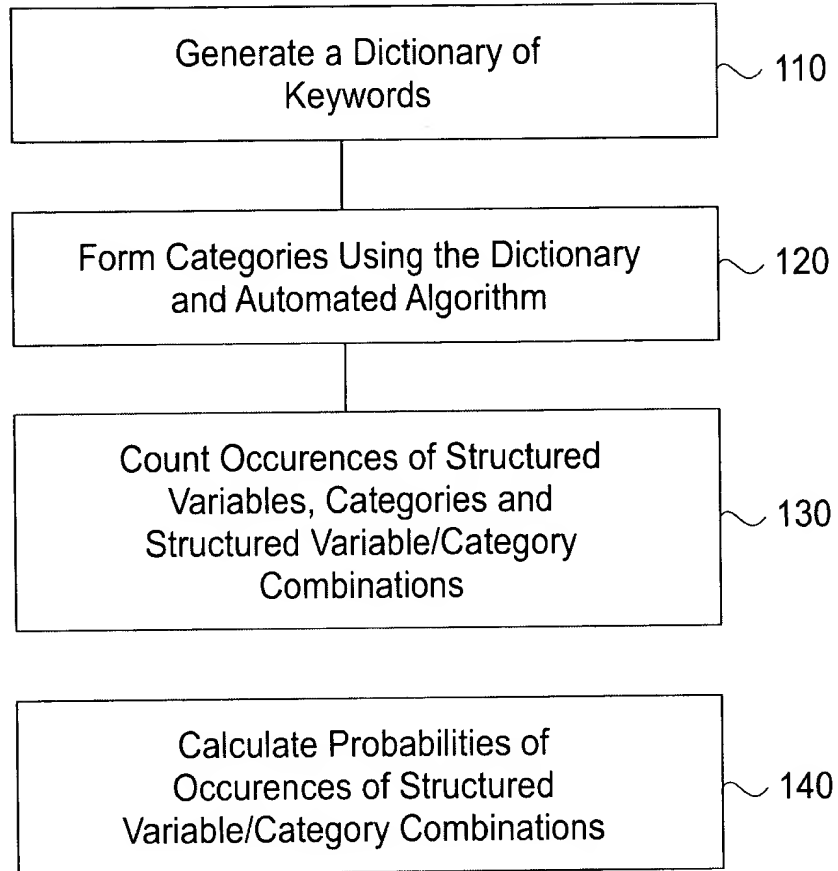 Generate a Dictionary of
Keywords
110
Form Categories Using the Dictionary
and Automated Algorithm
120
Count Occurences of Structured
Variables, Categories and
Structured Variable/Category
Combinations
130
Calculate Probabilities of
Occurences of Structured
Variable/Category Combinations
140